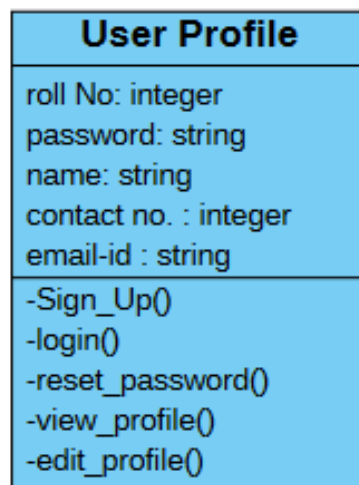 User Profile
roll No: integer
password: string
name: string
contact no. : integer
email-id : string
-Sign_Up()
-login()
-reset_password()
-view_profile()
-edit_profile()